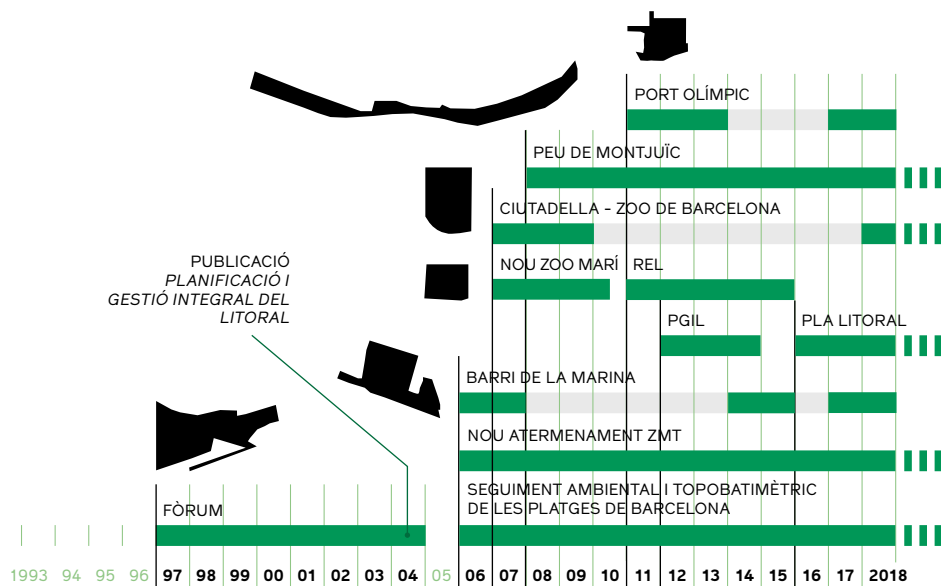 PORT OLÍMPIC
PEU DE MONTJUÏC
CIUTADELLA - ZOO DE BARCELONA
NOU ZOO MARÍ
REL
PUBLICACIÓ
PLANIFICACIÓ I
GESTIÓ INTEGRAL DEL
LITORAL
PGIL
PLA LITORAL
BARRI DE LA MARINA
NOU ATERMENAMENT ZMT
SEGUIMENT AMBIENTAL I TOPOBATIMÈTRIC
DE LES PLATGES DE BARCELONA
FÒRUM
1993 94 95 96 97 98 99 00 01 02 03 04 05 06 07 08 09 10 11 12 13 14 15 16 17 2018